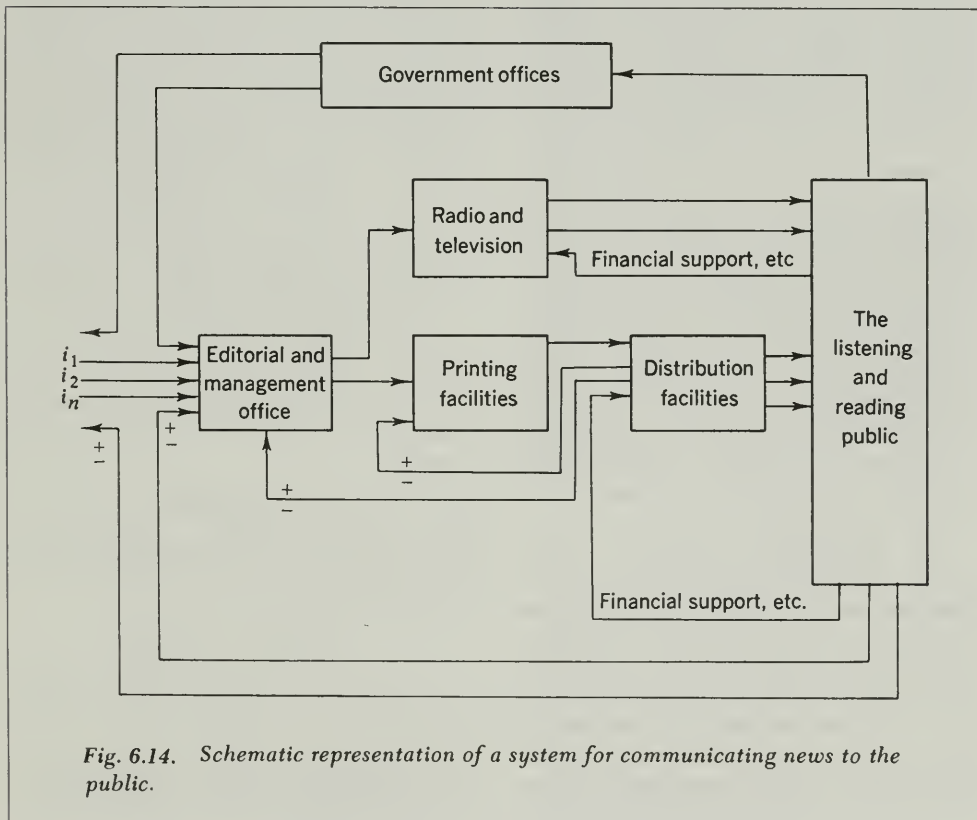 Government offices
Radio and
television
Financial support, etc
The
listening
and
reading
public
i1
i2
in
Editorial and
management
office
Printing
facilities
Distribution
facilities
+
−
+
−
+
−
+
−
Financial support, etc.
Fig. 6.14. Schematic representation of a system for communicating news to the
public.